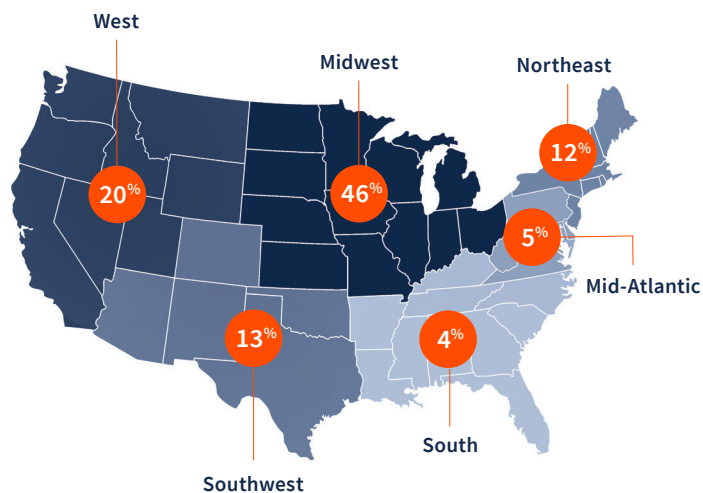 West
Midwest
Northeast
12%
20%
46%
5%
Mid-Atlantic
13%
4%
South
Southwest